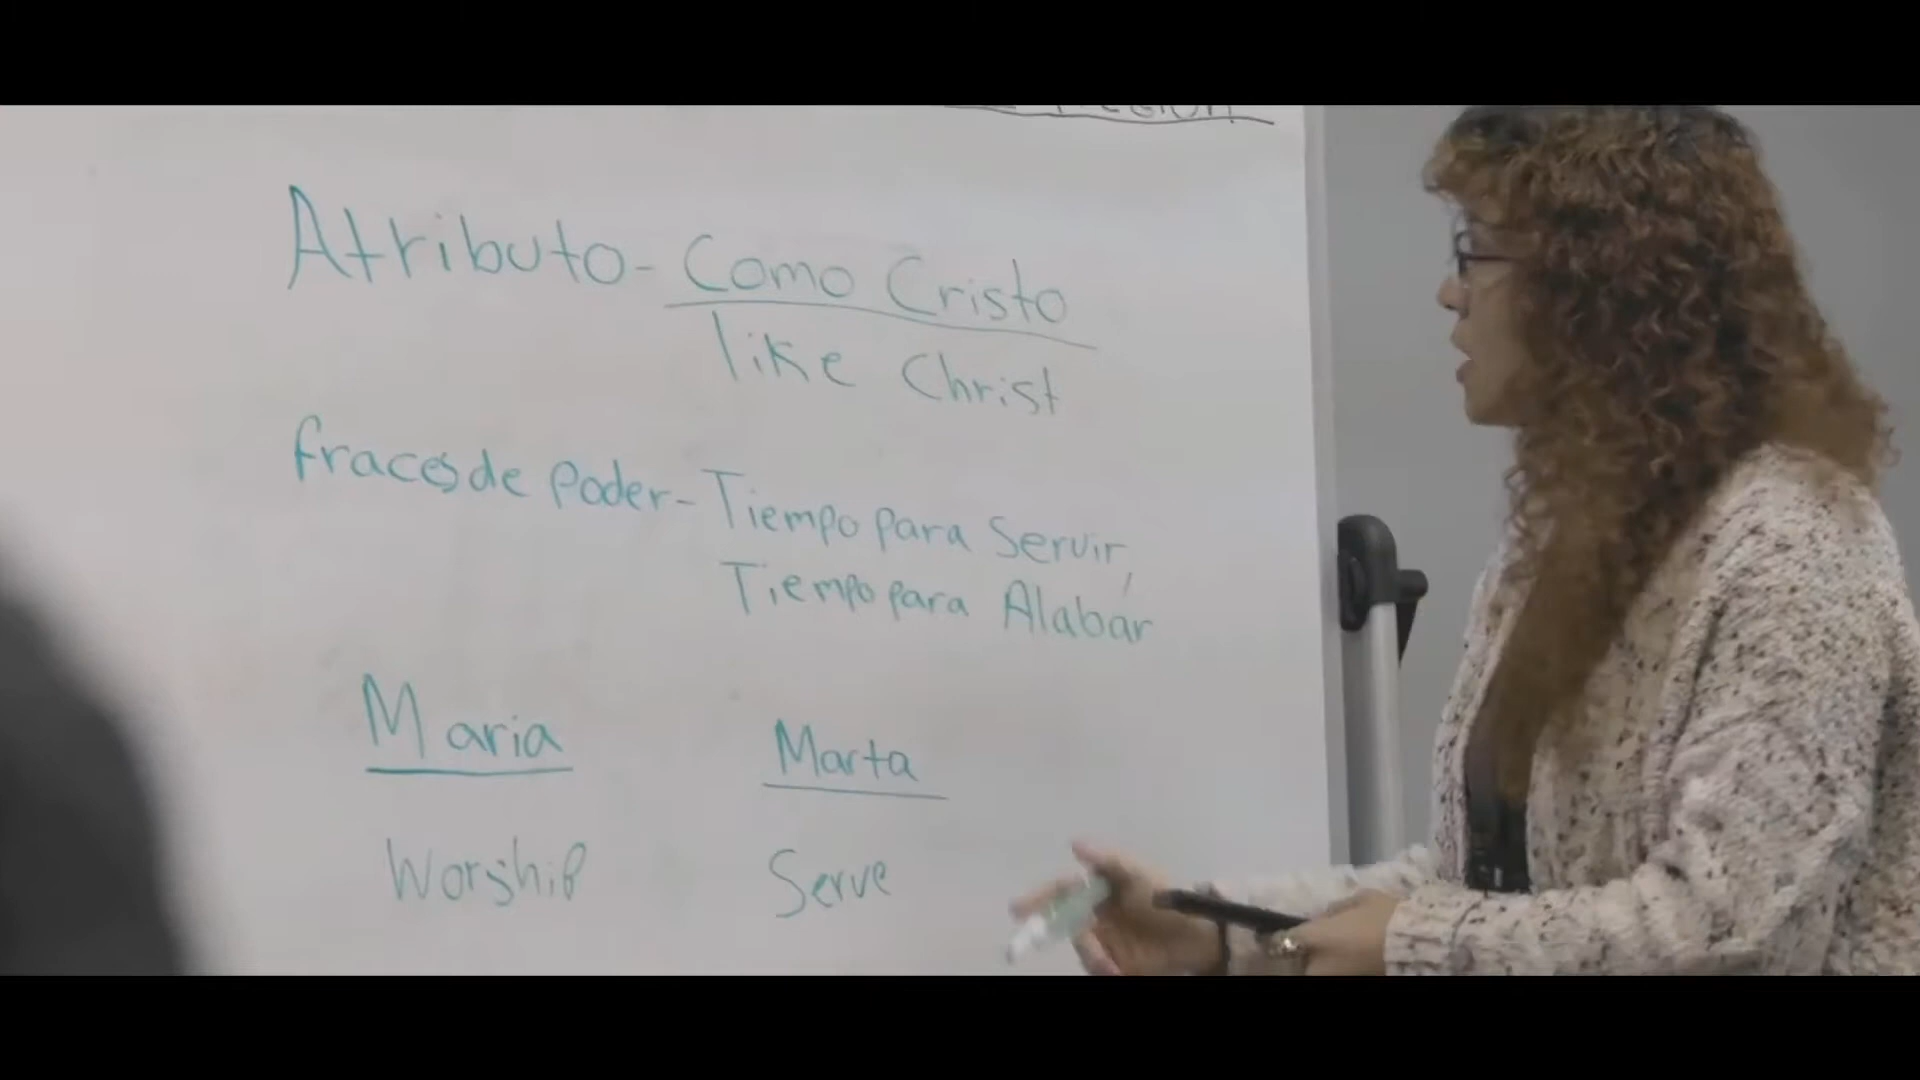 Atributo - Como Cristo
like Christ
fraces de poder - Tiempo para Servir,
Tiempo para Alabar
Maria Marta
Worship Serve